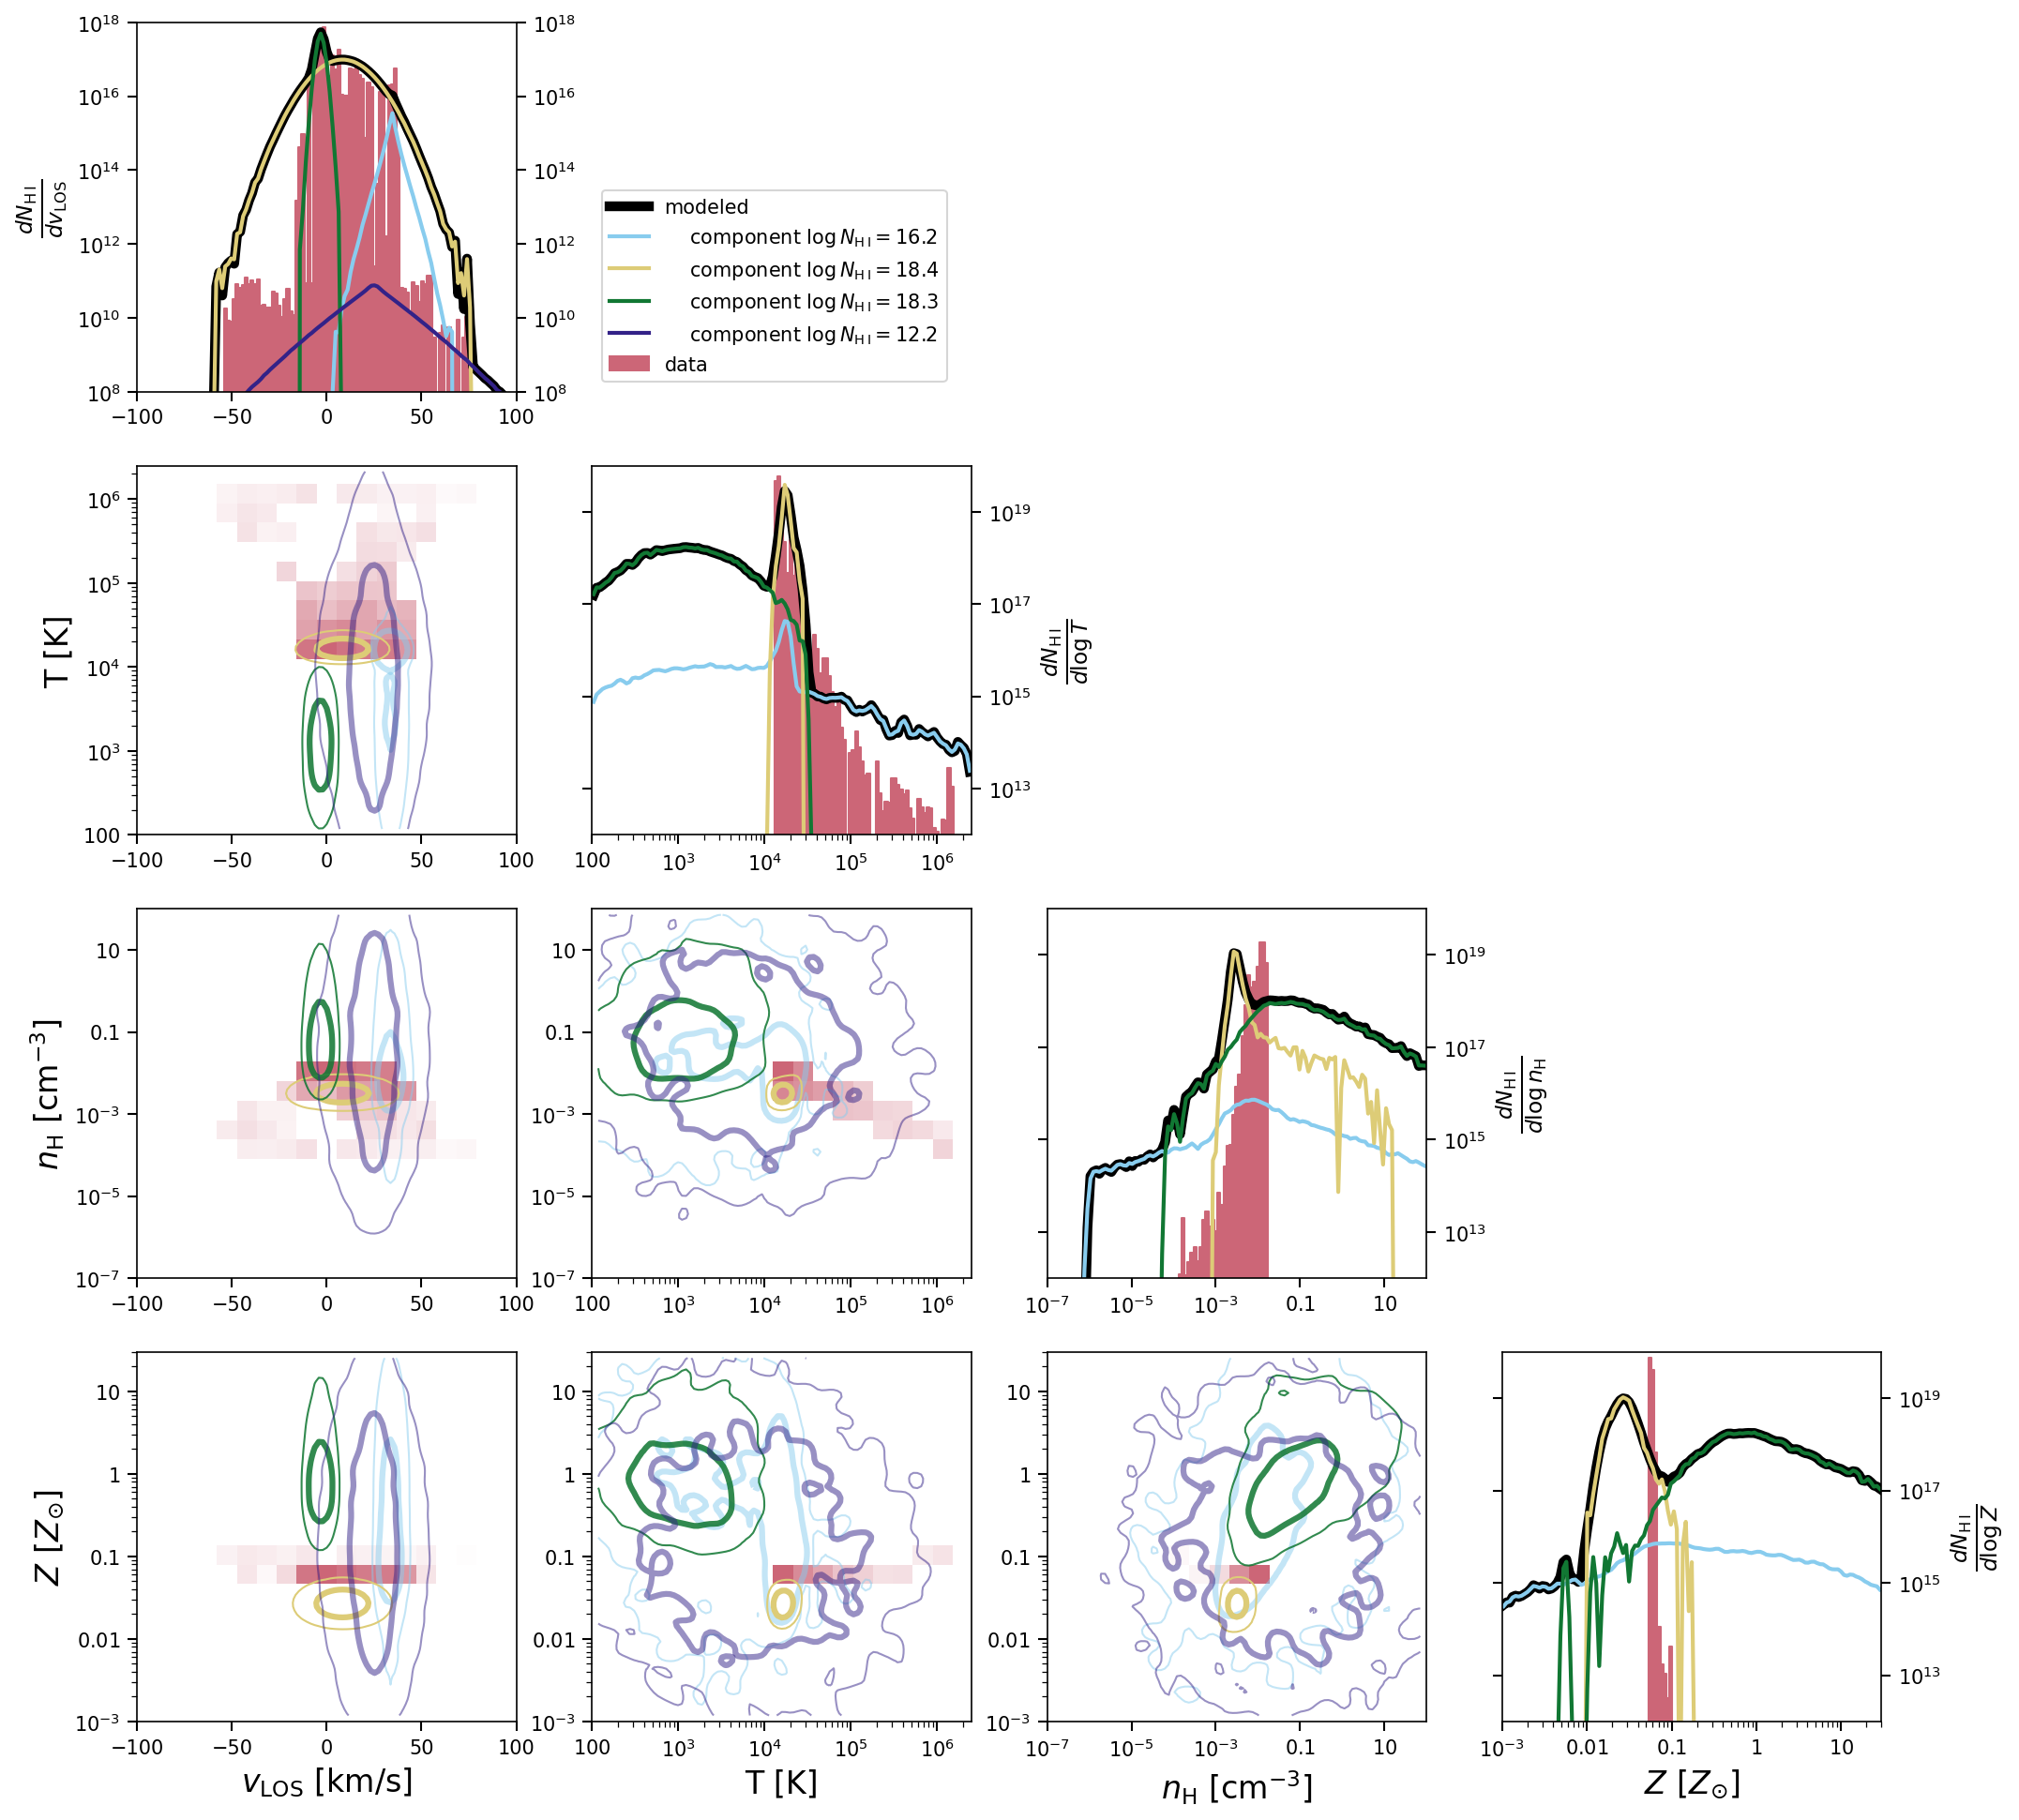 10^18 10^18
10^16 10^16
10^14 10^14
10^12 10^12
10^10 10^10
10^8 10^8
dN_H I / dv_LOS
−100 −50 0 50 100
modeled
component log N_H I = 16.2
component log N_H I = 18.4
component log N_H I = 18.3
component log N_H I = 12.2
data
T [K]
10^6
10^5
10^4
10^3
100
−100 −50 0 50 100
100 10^3 10^4 10^5 10^6
10^19
10^17
10^15
10^13
dN_H I / dlog T
n_H [cm^−3]
10
0.1
10^−3
10^−5
10^−7
−100 −50 0 50 100
10
0.1
10^−3
10^−5
10^−7
100 10^3 10^4 10^5 10^6
10^−7 10^−5 10^−3 0.1 10
10^19
10^17
10^15
10^13
dN_H I / dlog n_H
Z [Z_⊙]
10
1
0.1
0.01
10^−3
−100 −50 0 50 100
v_LOS [km/s]
10
1
0.1
0.01
10^−3
100 10^3 10^4 10^5 10^6
T [K]
10
1
0.1
0.01
10^−3
10^−7 10^−5 10^−3 0.1 10
n_H [cm^−3]
10^−3 0.01 0.1 1 10
Z [Z_⊙]
10^19
10^17
10^15
10^13
dN_H I / dlog Z